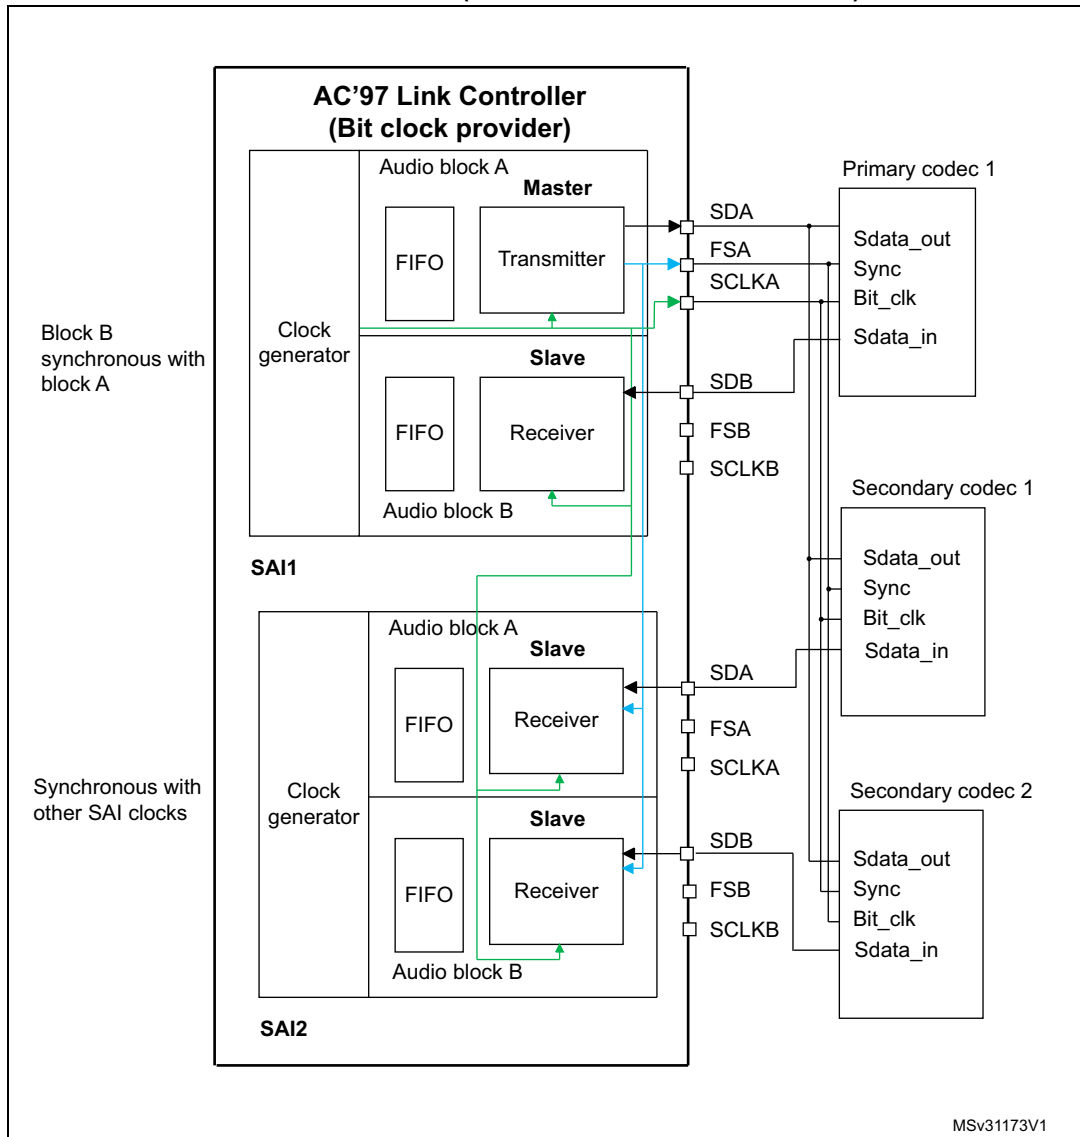 AC’97 Link Controller
(Bit clock provider)
Audio block A
Master
FIFO
Transmitter
Clock
generator
Slave
FIFO
Receiver
Audio block B
SAI1
Block B
synchronous with
block A
SDA
FSA
SCLKA
SDB
FSB
SCLKB
Primary codec 1
Sdata_out
Sync
Bit_clk
Sdata_in
Secondary codec 1
Sdata_out
Sync
Bit_clk
Sdata_in
Audio block A
Slave
FIFO
Receiver
Clock
generator
Slave
FIFO
Receiver
Audio block B
SAI2
Synchronous with
other SAI clocks
SDA
FSA
SCLKA
SDB
FSB
SCLKB
Secondary codec 2
Sdata_out
Sync
Bit_clk
Sdata_in
MSv31173V1